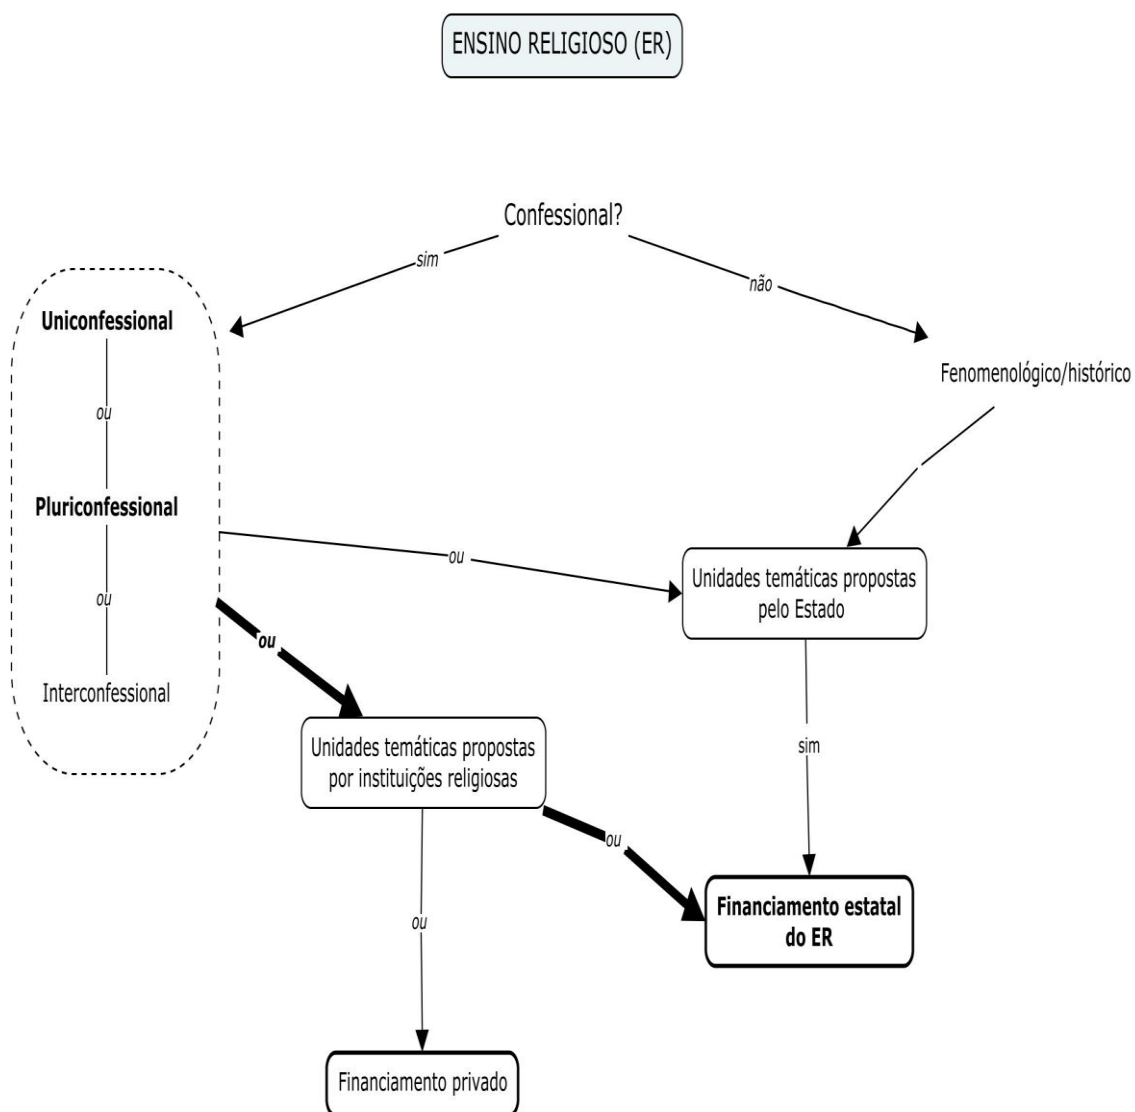 ENSINO RELIGIOSO (ER)
Confessional?
sim
não
Uniconfessional
Fenomenológico/histórico
ou
Pluriconfessional
ou
Unidades temáticas propostas
pelo Estado
ou
ou
Interconfessional
Unidades temáticas propostas
por instituições religiosas
sim
ou
Financiamento estatal
do ER
ou
Financiamento privado